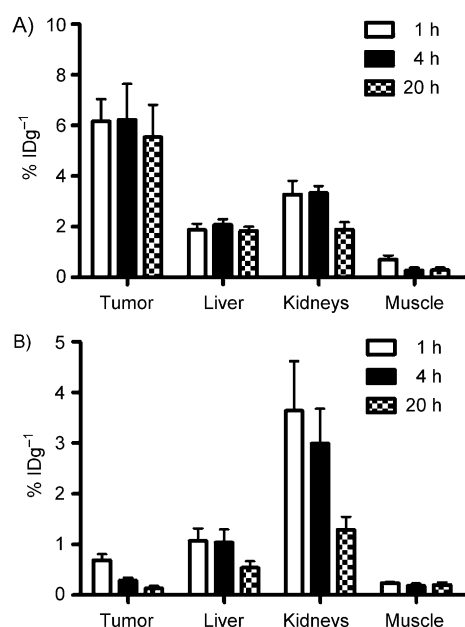 A)
10
8
6
4
2
0
% IDg⁻¹
1 h
4 h
20 h
Tumor Liver Kidneys Muscle
B)
5
4
3
2
1
0
% IDg⁻¹
1 h
4 h
20 h
Tumor Liver Kidneys Muscle